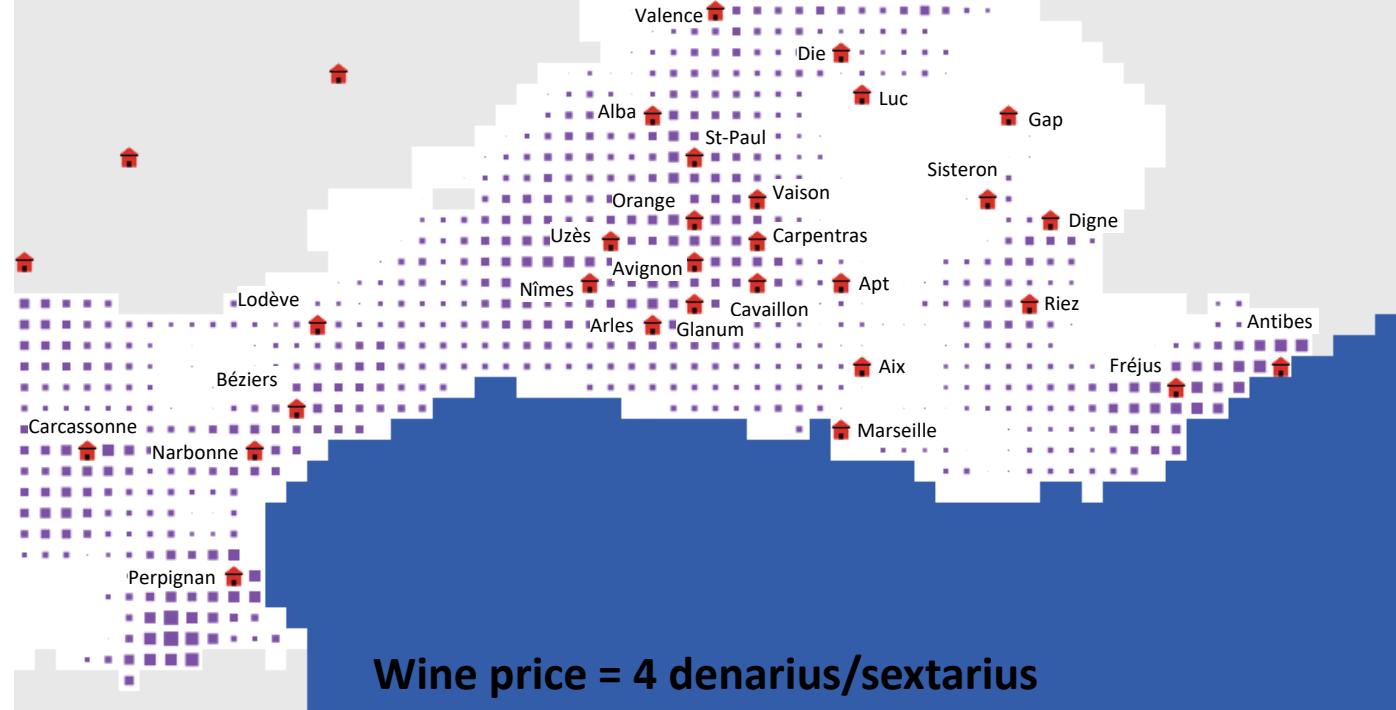 Valence
Die
Luc
Alba
Gap
St-Paul
Sisteron
Vaison
Orange
Digne
Uzès
Carpentras
Avignon
Nîmes
Apt
Lodève
Cavaillon
Riez
Arles
Glanum
Antibes
Aix
Fréjus
Béziers
Carcassonne
Marseille
Narbonne
Perpignan
Wine price = 4 denarius/sextarius